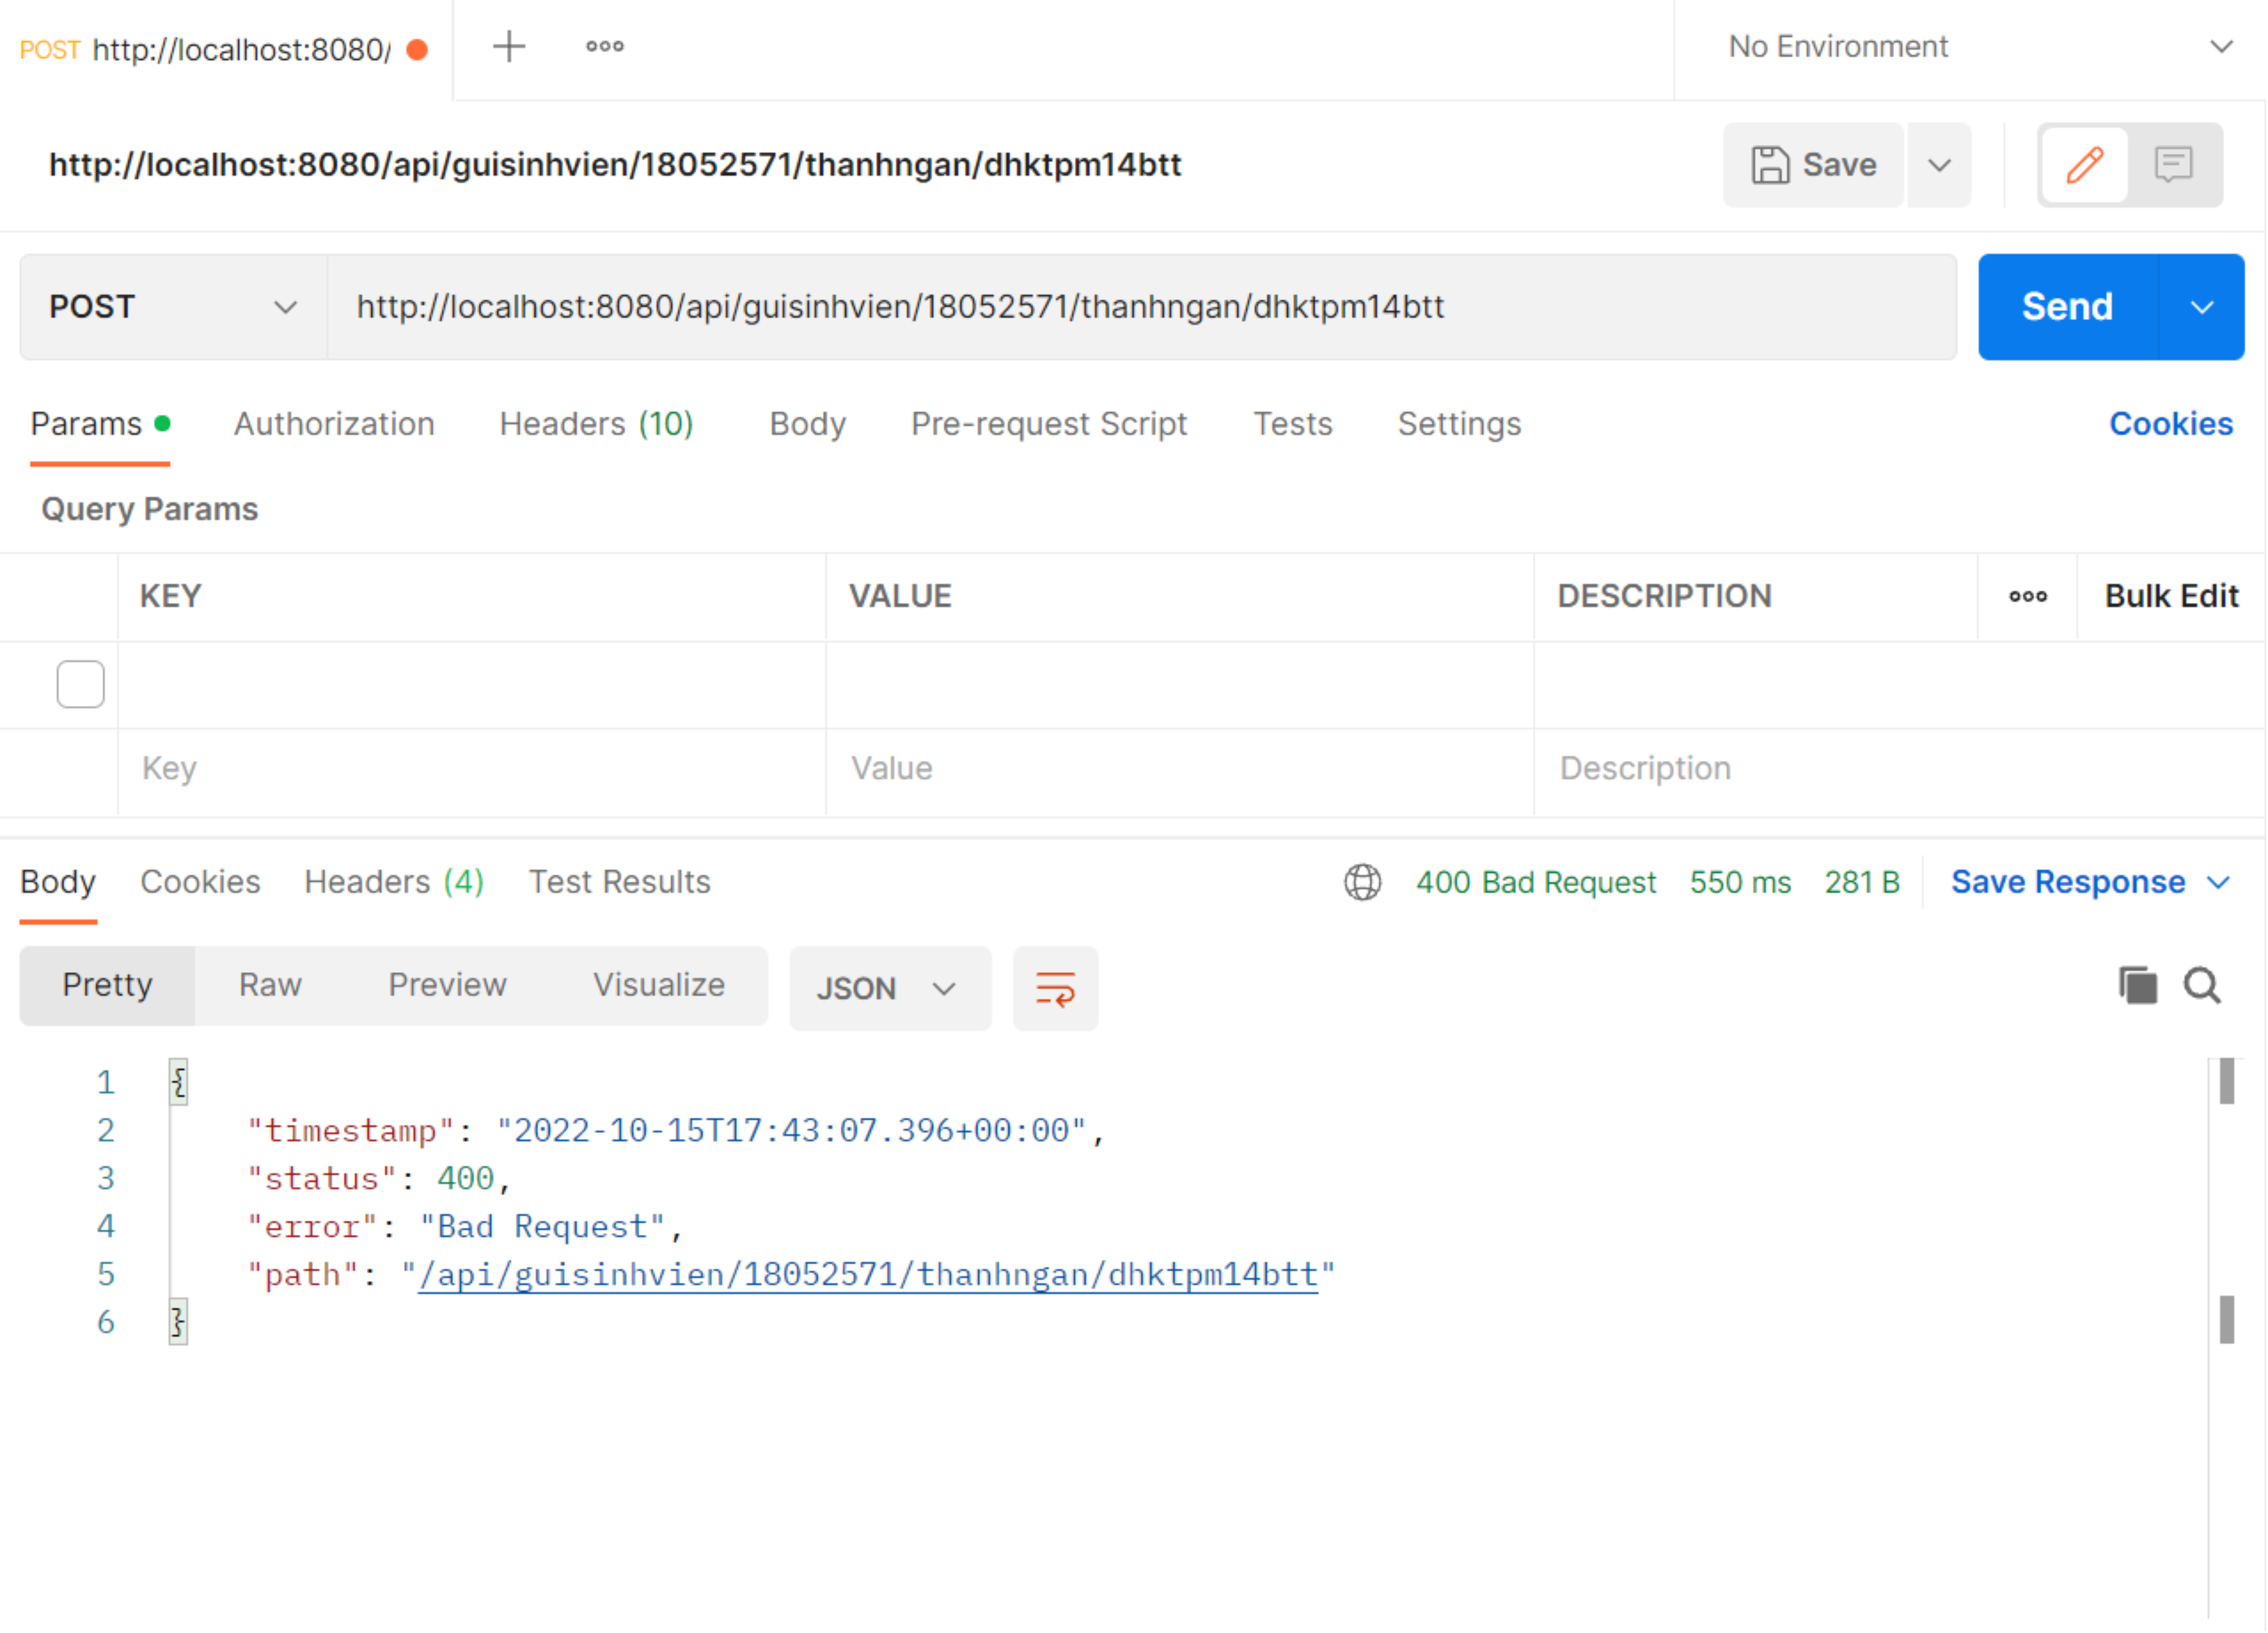 POST http://localhost:8080/
No Environment
http://localhost:8080/api/guisinhvien/18052571/thanhngan/dhktpm14btt
Save
POST http://localhost:8080/api/guisinhvien/18052571/thanhngan/dhktpm14btt Send
Params Authorization Headers (10) Body Pre-request Script Tests Settings Cookies
Query Params
KEY VALUE DESCRIPTION Bulk Edit
Key Value Description
Body Cookies Headers (4) Test Results 400 Bad Request 550 ms 281 B Save Response
Pretty Raw Preview Visualize JSON
1 {
2 "timestamp": "2022-10-15T17:43:07.396+00:00",
3 "status": 400,
4 "error": "Bad Request",
5 "path": "/api/guisinhvien/18052571/thanhngan/dhktpm14btt"
6 }